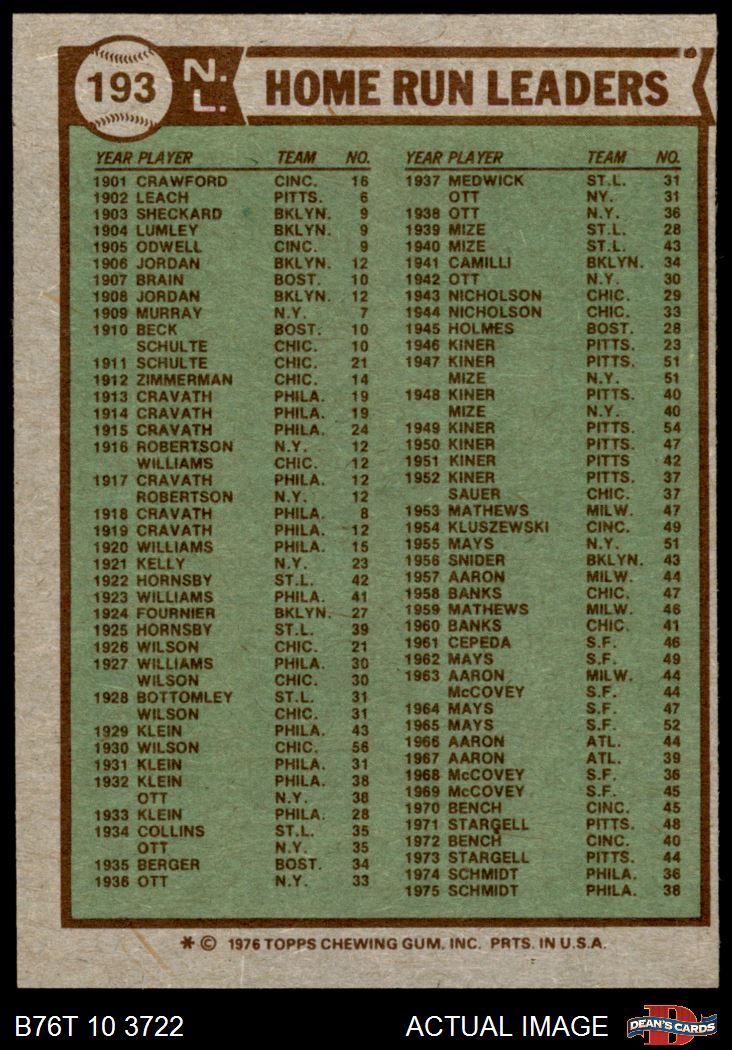 193 N. L. HOME RUN LEADERS
YEAR PLAYER TEAM NO.
1901 CRAWFORD CINC. 16
1902 LEACH PITTS. 6
1903 SHECKARD BKLYN. 9
1904 LUMLEY BKLYN. 9
1905 ODWELL CINC. 9
1906 JORDAN BKLYN. 12
1907 BRAIN BOST. 10
1908 JORDAN BKLYN. 12
1909 MURRAY N.Y. 7
1910 BECK BOST. 10
SCHULTE CHIC. 10
1911 SCHULTE CHIC. 21
1912 ZIMMERMAN CHIC. 14
1913 CRAVATH PHILA. 19
1914 CRAVATH PHILA. 19
1915 CRAVATH PHILA. 24
1916 ROBERTSON N.Y. 12
WILLIAMS CHIC. 12
1917 CRAVATH PHILA. 12
ROBERTSON N.Y. 12
1918 CRAVATH PHILA. 8
1919 CRAVATH PHILA. 12
1920 WILLIAMS PHILA. 15
1921 KELLY N.Y. 23
1922 HORNSBY ST.L. 42
1923 WILLIAMS PHILA. 41
1924 FOURNIER BKLYN. 27
1925 HORNSBY ST.L. 39
1926 WILSON CHIC. 21
1927 WILLIAMS PHILA. 30
WILSON CHIC. 30
1928 BOTTOMLEY ST.L. 31
WILSON CHIC. 31
1929 KLEIN PHILA. 43
1930 WILSON CHIC. 56
1931 KLEIN PHILA. 31
1932 KLEIN PHILA. 38
OTT N.Y. 38
1933 KLEIN PHILA. 28
1934 COLLINS ST.L. 35
OTT N.Y. 35
1935 BERGER BOST. 34
1936 OTT N.Y. 33
YEAR PLAYER TEAM NO.
1937 MEDWICK ST.L. 31
OTT NY. 31
1938 OTT N.Y. 36
1939 MIZE ST.L. 28
1940 MIZE ST.L. 43
1941 CAMILLI BKLYN. 34
1942 OTT N.Y. 30
1943 NICHOLSON CHIC. 29
1944 NICHOLSON CHIC. 33
1945 HOLMES BOST. 28
1946 KINER PITTS. 23
1947 KINER PITTS. 51
MIZE N.Y. 51
1948 KINER PITTS. 40
MIZE N.Y. 40
1949 KINER PITTS. 54
1950 KINER PITTS. 47
1951 KINER PITTS 42
1952 KINER PITTS. 37
SAUER CHIC. 37
1953 MATHEWS MILW. 47
1954 KLUSZEWSKI CINC. 49
1955 MAYS N.Y. 51
1956 SNIDER BKLYN. 43
1957 AARON MILW. 44
1958 BANKS CHIC. 47
1959 MATHEWS MILW. 46
1960 BANKS CHIC. 41
1961 CEPEDA S.F. 46
1962 MAYS S.F. 49
1963 AARON MILW. 44
McCOVEY S.F. 44
1964 MAYS S.F. 47
1965 MAYS S.F. 52
1966 AARON ATL. 44
1967 AARON ATL. 39
1968 McCOVEY S.F. 36
1969 McCOVEY S.F. 45
1970 BENCH CINC. 45
1971 STARGELL PITTS. 48
1972 BENCH CINC. 40
1973 STARGELL PITTS. 44
1974 SCHMIDT PHILA. 36
1975 SCHMIDT PHILA. 38
* © 1976 TOPPS CHEWING GUM, INC. PRTS. IN U.S.A.
B76T 10 3722 ACTUAL IMAGE D DEAN'S CARDS